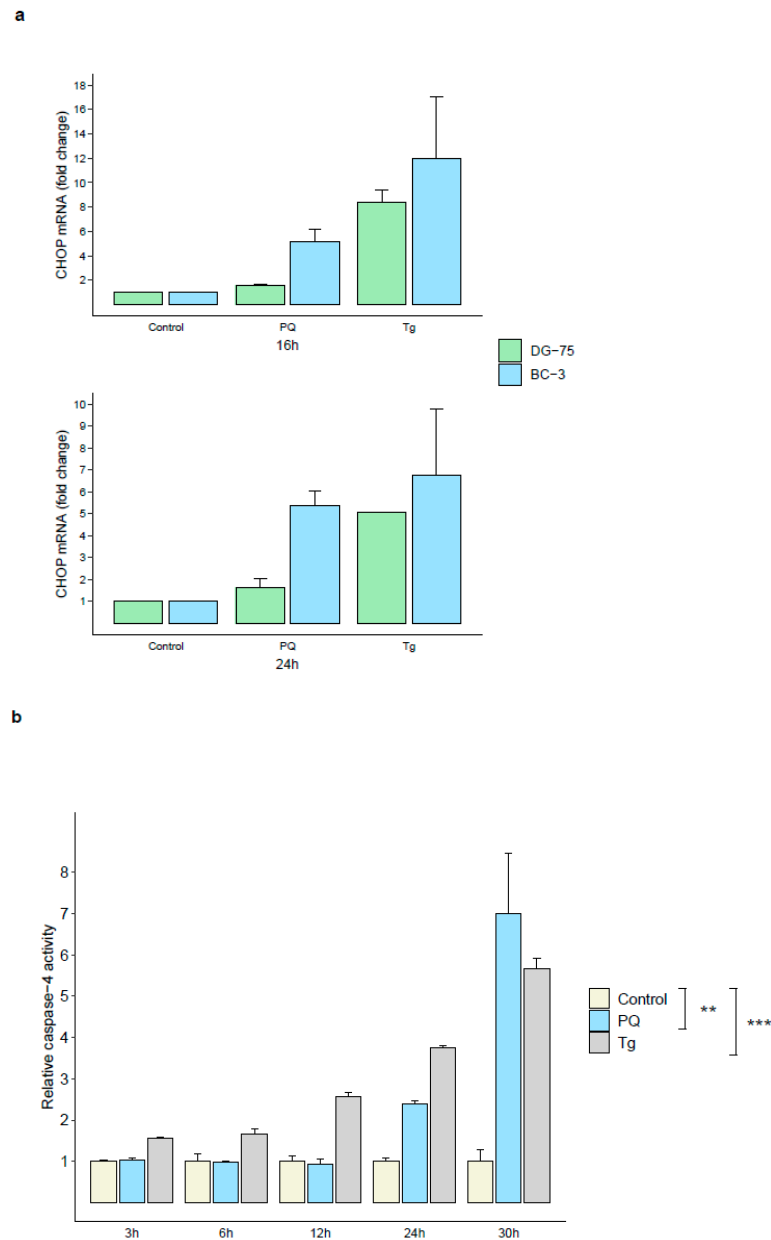 a
CHOP mRNA (fold change)
18
16
14
12
10
8
6
4
2
Control PQ Tg
16h
DG−75
BC−3
CHOP mRNA (fold change)
10
9
8
7
6
5
4
3
2
1
Control PQ Tg
24h
b
Relative caspase−4 activity
8
7
6
5
4
3
2
1
3h 6h 12h 24h 30h
Control
PQ
Tg
**
***